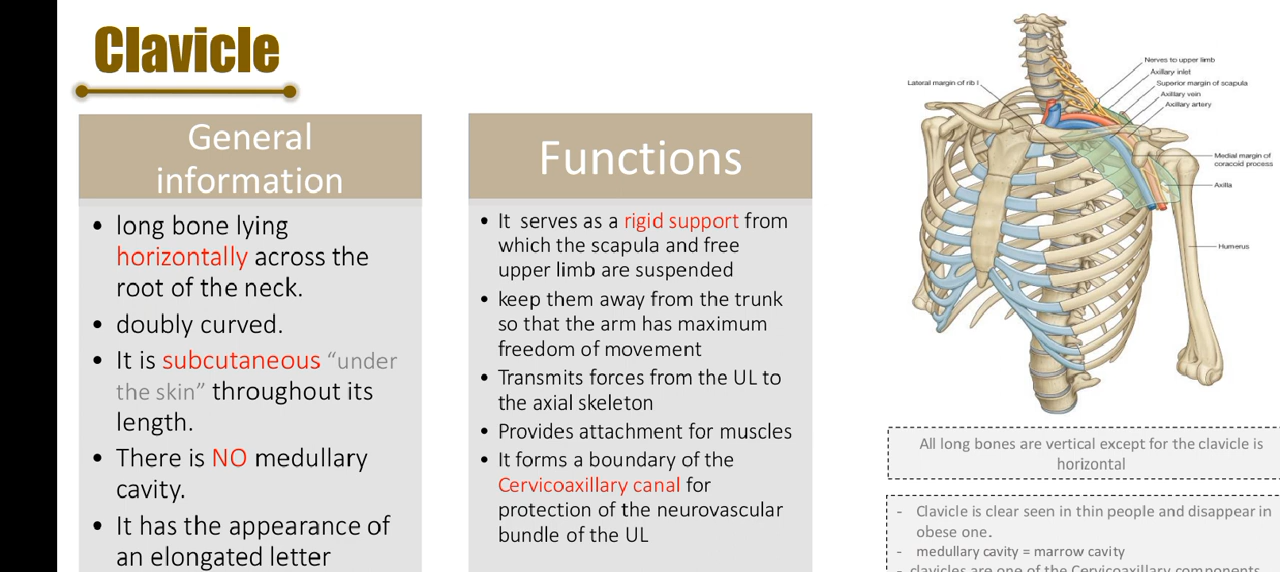 Clavicle
General
information
• long bone lying
horizontally across the
root of the neck.
• doubly curved.
• It is subcutaneous “under
the skin” throughout its
length.
• There is NO medullary
cavity.
• It has the appearance of
an elongated letter
Functions
• It serves as a rigid support from
which the scapula and free
upper limb are suspended
• keep them away from the trunk
so that the arm has maximum
freedom of movement
• Transmits forces from the UL to
the axial skeleton
• Provides attachment for muscles
• It forms a boundary of the
Cervicoaxillary canal for
protection of the neurovascular
bundle of the UL
Nerves to upper limb
Axillary inlet
Superior margin of scapula
Axillary vein
Axillary artery
Lateral margin of rib I
Medial margin of
coracoid process
Axilla
Humerus
All long bones are vertical except for the clavicle is
horizontal
- Clavicle is clear seen in thin people and disappear in
obese one.
- medullary cavity = marrow cavity
- clavicles are one of the Cervicoaxillary components